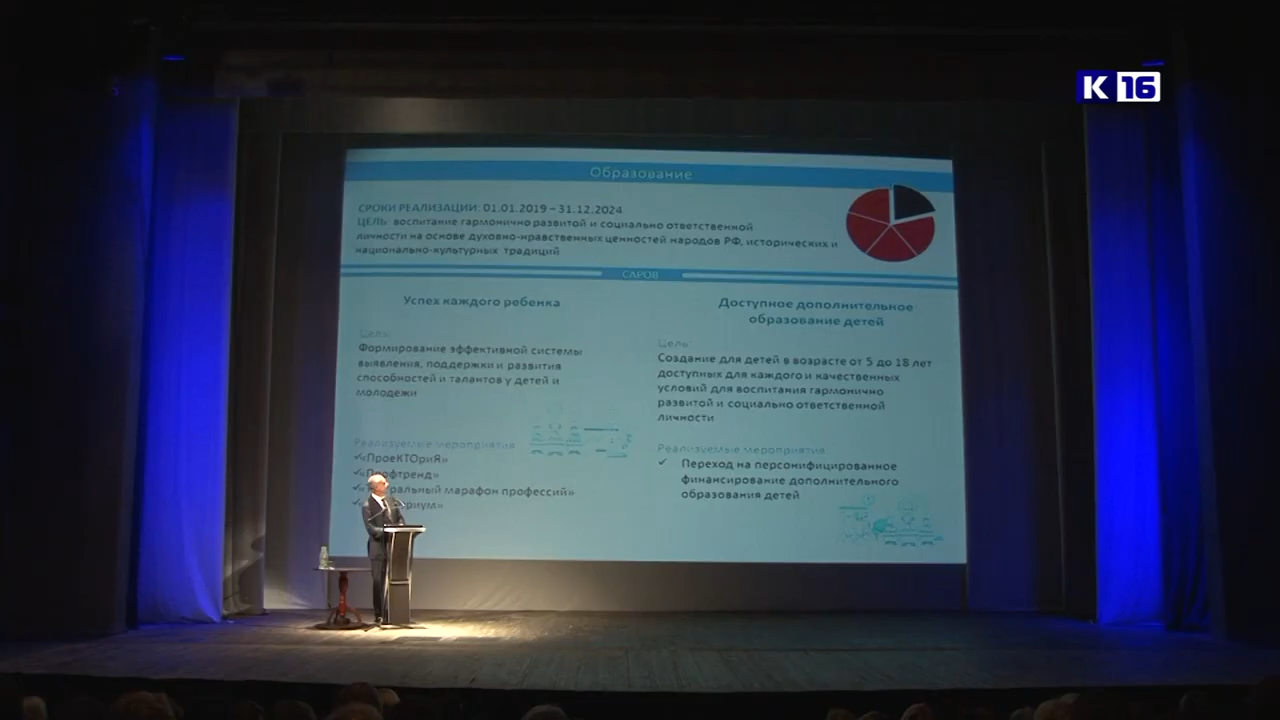 К 16
Образование
СРОКИ РЕАЛИЗАЦИИ: 01.01.2019 – 31.12.2024
ЦЕЛЬ: воспитание гармонично развитой и социально ответственной
личности на основе духовно-нравственных ценностей народов РФ, исторических и
национально-культурных традиций
САРОВ
Успех каждого ребенка
Цель:
Формирование эффективной системы
выявления, поддержки и развития
способностей и талантов у детей и
молодежи
Реализуемые мероприятия
«ПроеКТОриЯ»
«Профтренд»
марафон профессий»
Доступное дополнительное
образование детей
Цель:
Создание для детей в возрасте от 5 до 18 лет
доступных для каждого и качественных
условий для воспитания гармонично
развитой и социально ответственной
личности
Реализуемые мероприятия:
✓ Переход на персонифицированное
финансирование дополнительного
образования детей